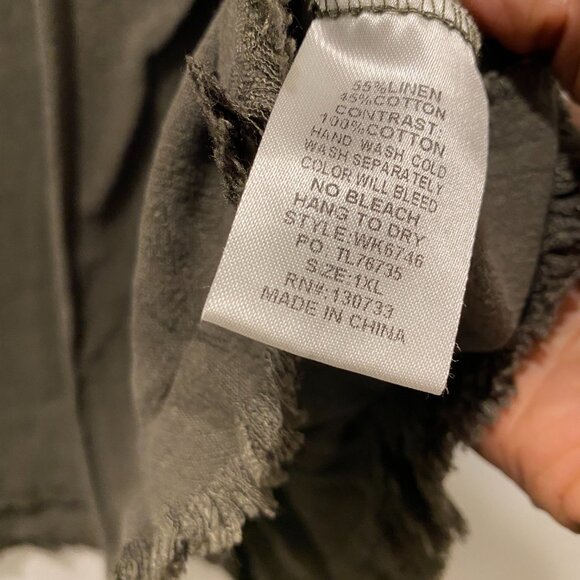 55%LINEN
45%COTTON
CONTRAST:
100%COTTON
HAND WASH COLD
WASH SEPARATELY
COLOR WILL BLEED
NO BLEACH
HANG TO DRY
STYLE:WK6746
PO TL76735
SIZE:1XL
RN#:130733
MADE IN CHINA